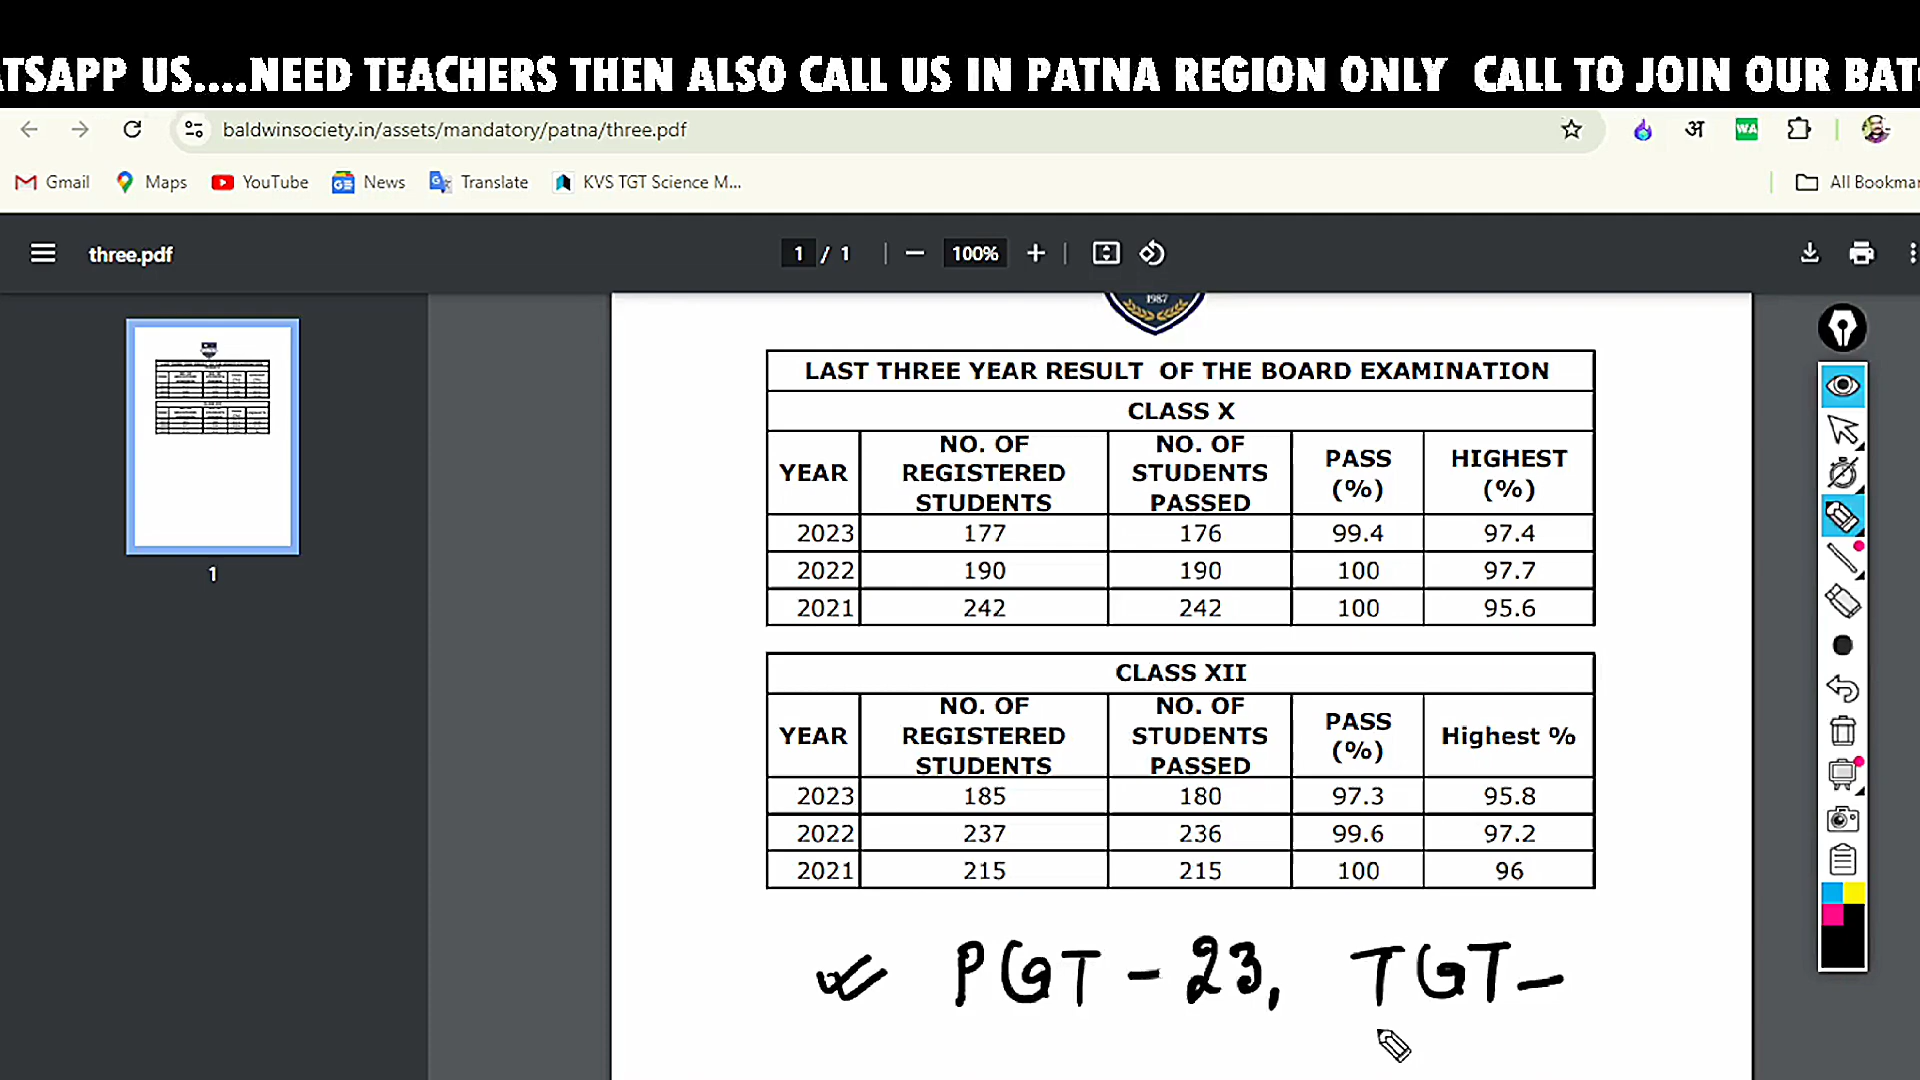 ATSAPP US....NEED TEACHERS THEN ALSO CALL US IN PATNA REGION ONLY CALL TO JOIN OUR BATC
baldwinsociety.in/assets/mandatory/patna/three.pdf
अ WA
Gmail Maps YouTube News Translate KVS TGT Science M... All Bookmar
three.pdf 1 / 1 100%
1987
LAST THREE YEAR RESULT OF THE BOARD EXAMINATION
CLASS X
YEAR NO. OF REGISTERED STUDENTS NO. OF STUDENTS PASSED PASS (%) HIGHEST (%)
2023 177 176 99.4 97.4
2022 190 190 100 97.7
2021 242 242 100 95.6
1
CLASS XII
YEAR NO. OF REGISTERED STUDENTS NO. OF STUDENTS PASSED PASS (%) Highest %
2023 185 180 97.3 95.8
2022 237 236 99.6 97.2
2021 215 215 100 96
PGT - 23, TGT -